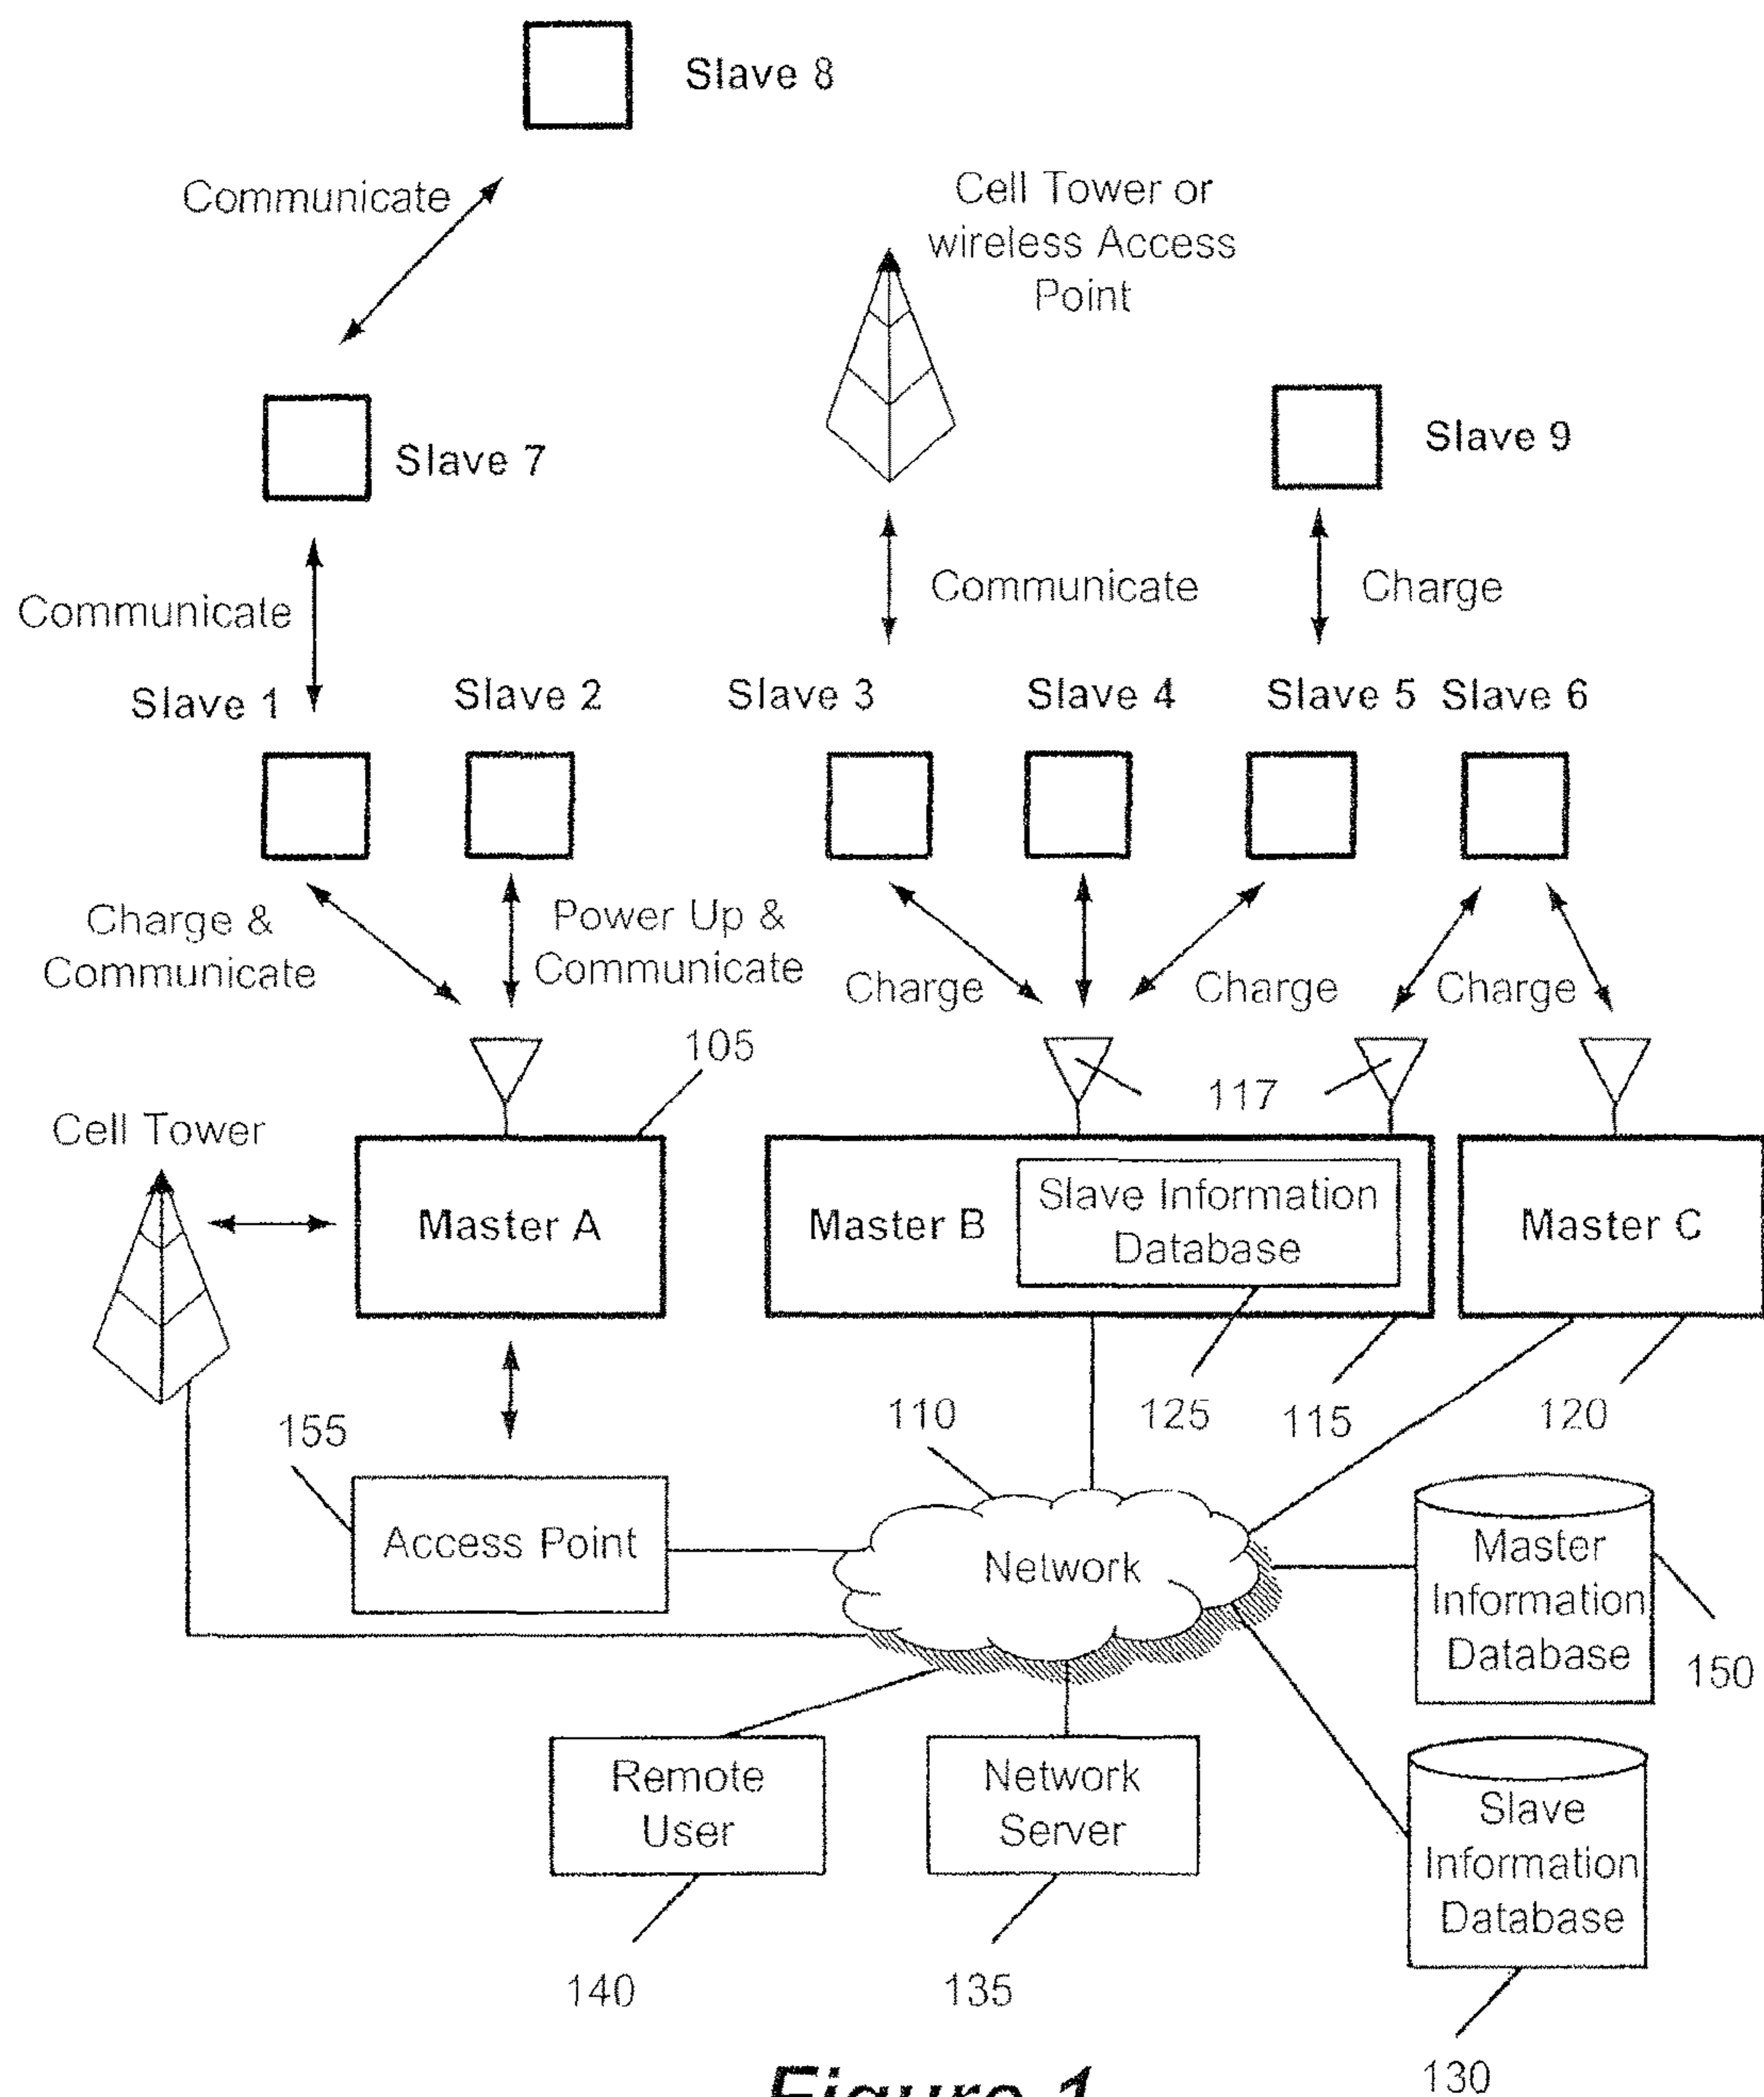 Slave 8
Communicate
Cell Tower or
wireless Access
Point
Slave 7
Slave 9
Communicate
Communicate
Charge
Slave 1
Slave 2
Slave 3
Slave 4
Slave 5
Slave 6
Charge &
Communicate
Power Up &
Communicate
Charge
Charge
Charge
105
117
Cell Tower
Master A
Master B
Slave Information
Database
Master C
155
110
125
115
120
Access Point
Network
Master
Information
Database
150
Remote
User
Network
Server
Slave
Information
Database
140
135
130
Figure 1